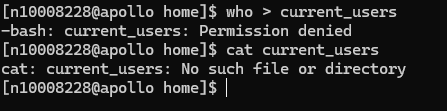 [n10008228@apollo home]$ who > current_users
-bash: current_users: Permission denied
[n10008228@apollo home]$ cat current_users
cat: current_users: No such file or directory
[n10008228@apollo home]$